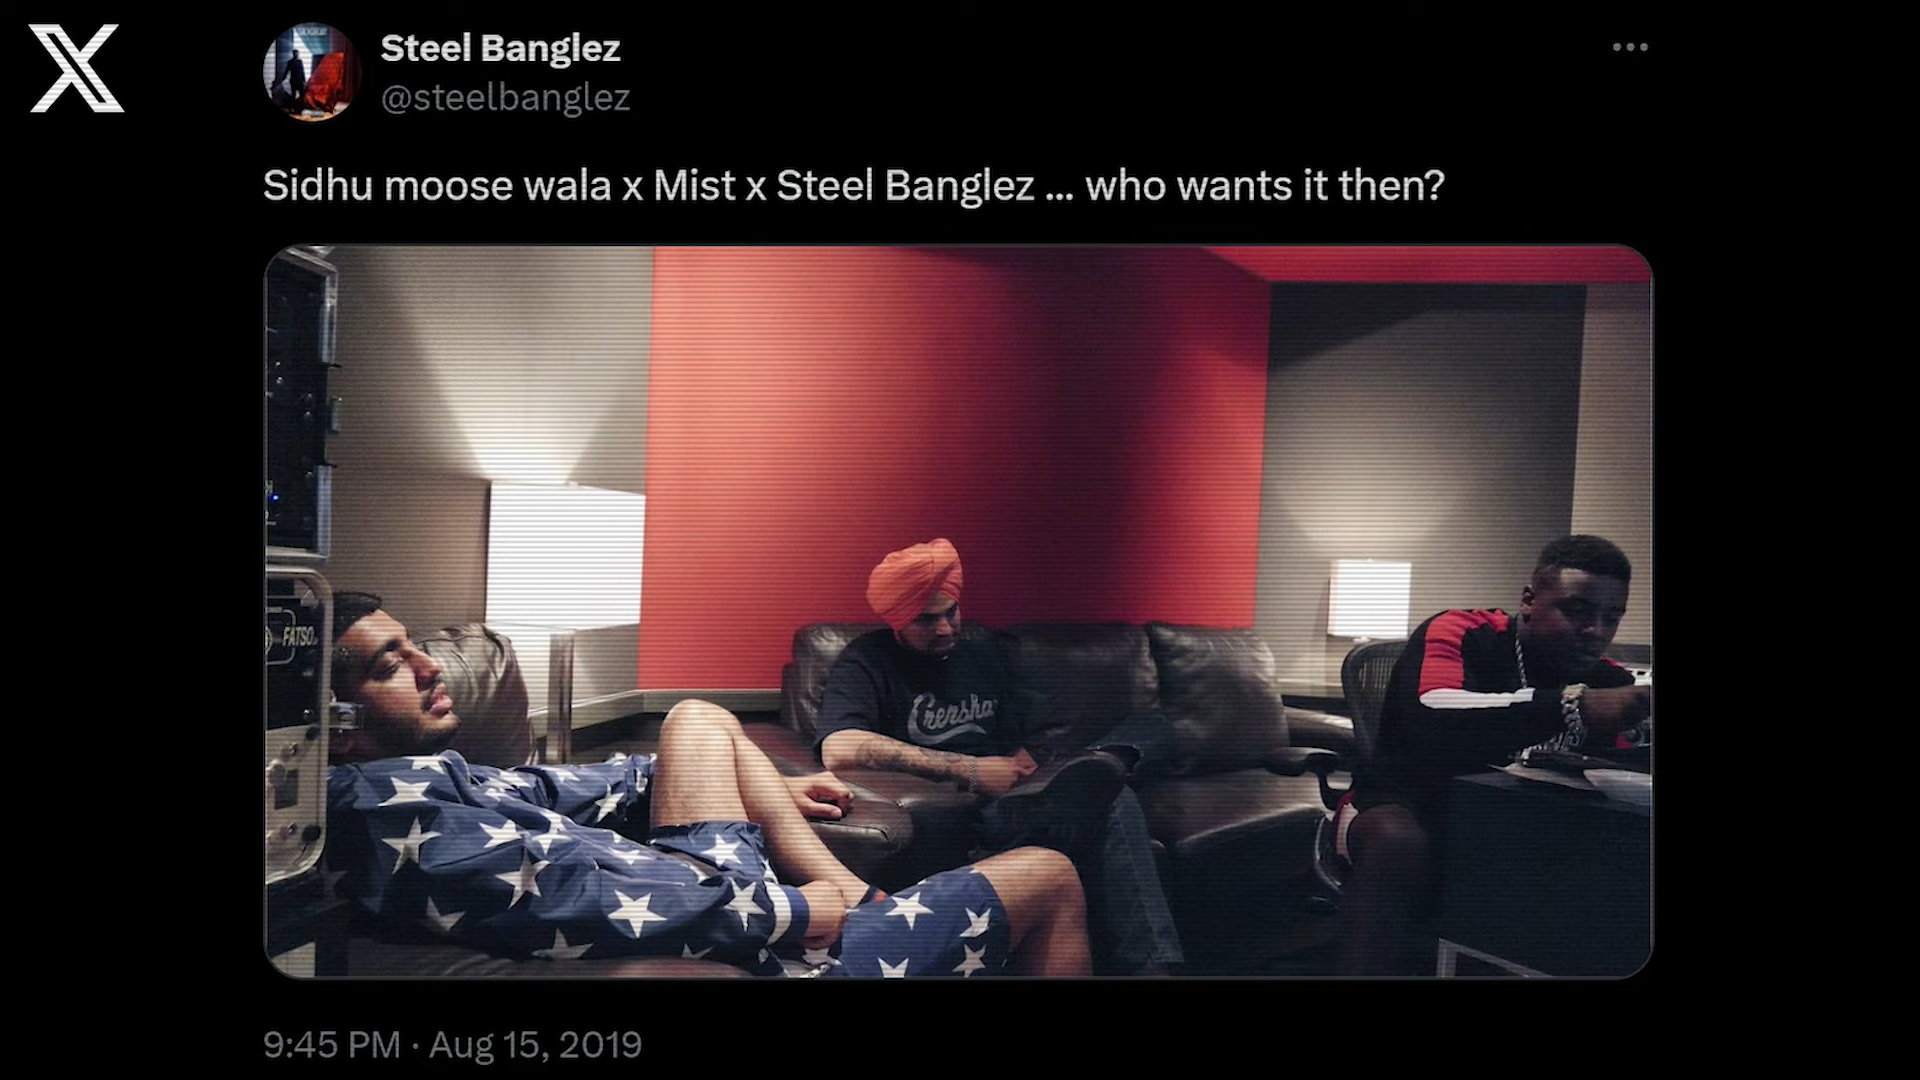 Steel Banglez
@steelbanglez
Sidhu moose wala x Mist x Steel Banglez ... who wants it then?
FATSO
Crensha
9:45 PM · Aug 15, 2019